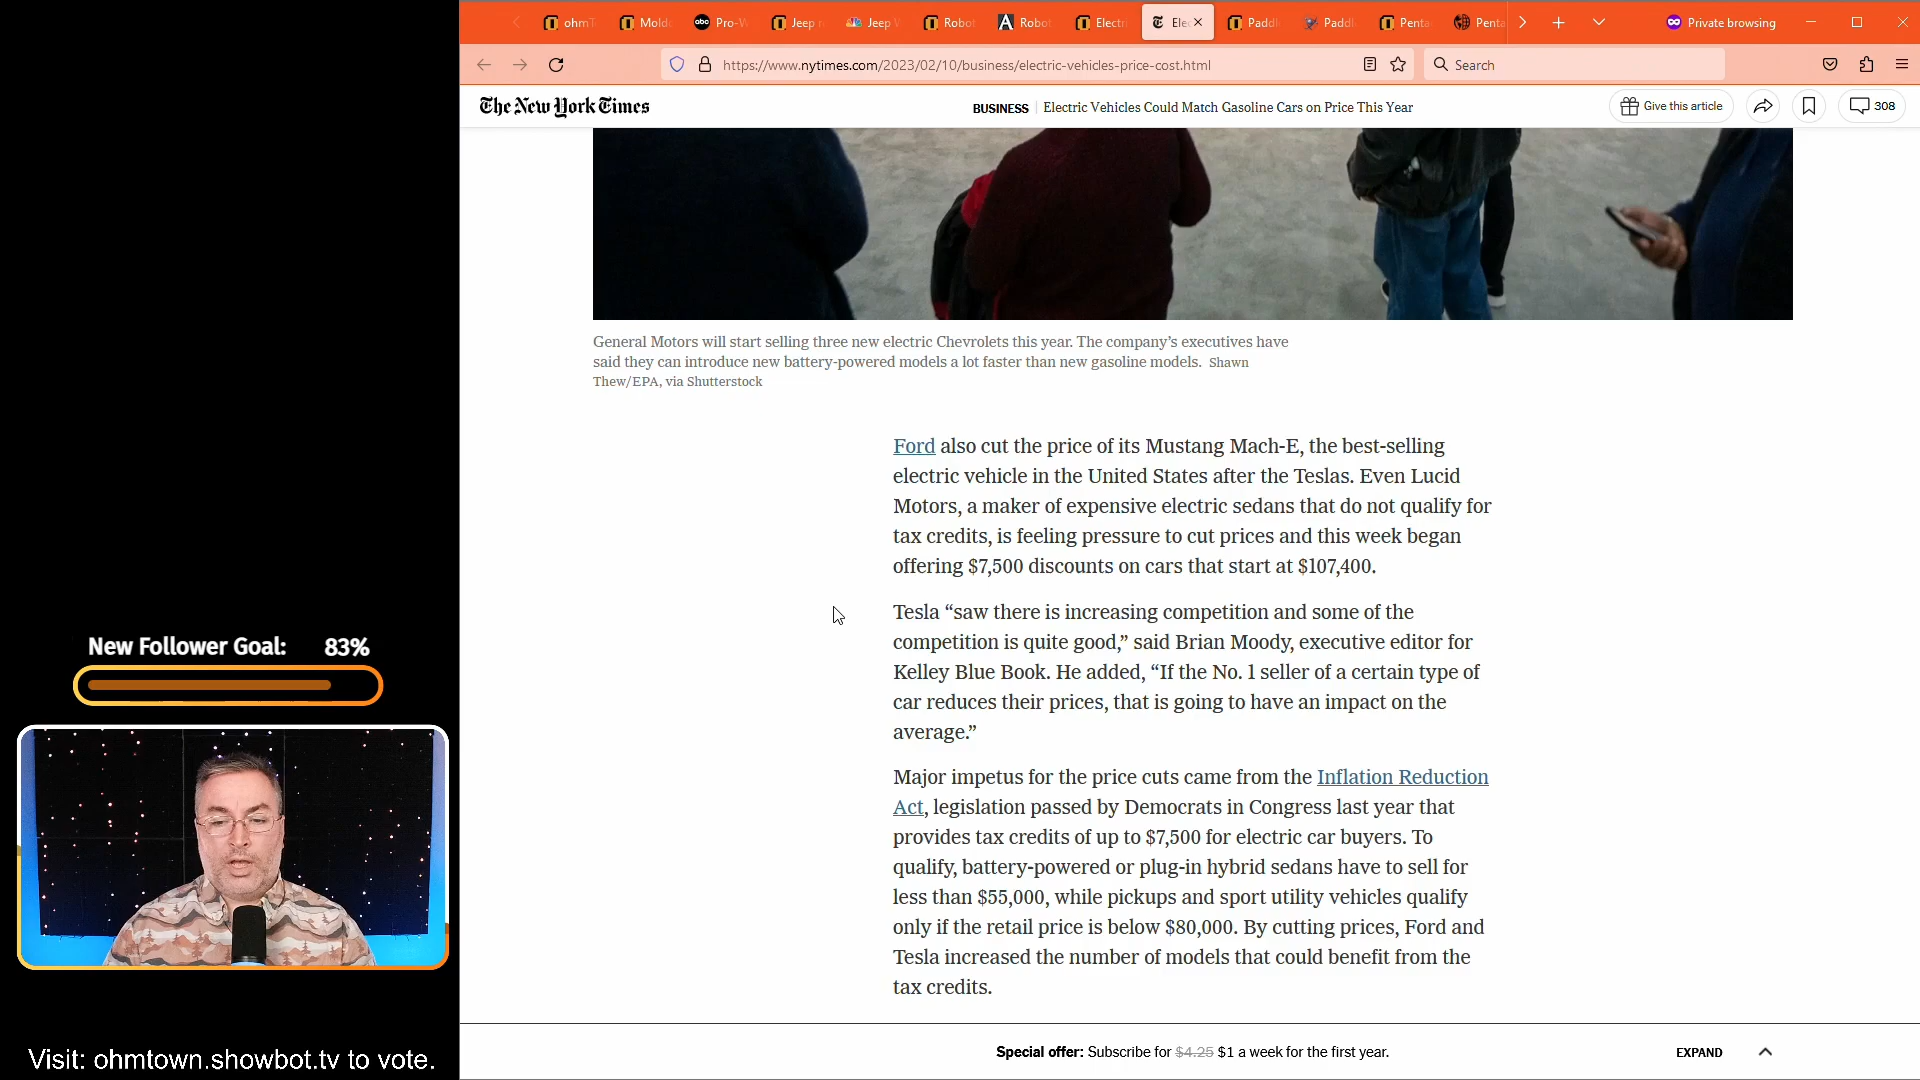 ohmT
Mold
abc
Pro-W
Jeep r
Jeep W
Robot
Robot
Electri
Ele
Paddl
Paddl
Penta
Penta
Private browsing
https://www.nytimes.com/2023/02/10/business/electric-vehicles-price-cost.html
Search
The New York Times
BUSINESS
Electric Vehicles Could Match Gasoline Cars on Price This Year
Give this article
308
General Motors will start selling three new electric Chevrolets this year. The company’s executives have
said they can introduce new battery-powered models a lot faster than new gasoline models. Shawn
Thew/EPA, via Shutterstock
Ford also cut the price of its Mustang Mach-E, the best-selling
electric vehicle in the United States after the Teslas. Even Lucid
Motors, a maker of expensive electric sedans that do not qualify for
tax credits, is feeling pressure to cut prices and this week began
offering $7,500 discounts on cars that start at $107,400.
Tesla “saw there is increasing competition and some of the
competition is quite good,” said Brian Moody, executive editor for
Kelley Blue Book. He added, “If the No. 1 seller of a certain type of
car reduces their prices, that is going to have an impact on the
average.”
Major impetus for the price cuts came from the Inflation Reduction
Act, legislation passed by Democrats in Congress last year that
provides tax credits of up to $7,500 for electric car buyers. To
qualify, battery-powered or plug-in hybrid sedans have to sell for
less than $55,000, while pickups and sport utility vehicles qualify
only if the retail price is below $80,000. By cutting prices, Ford and
Tesla increased the number of models that could benefit from the
tax credits.
Special offer: Subscribe for $4.25 $1 a week for the first year.
EXPAND
New Follower Goal: 83%
Visit: ohmtown.showbot.tv to vote.